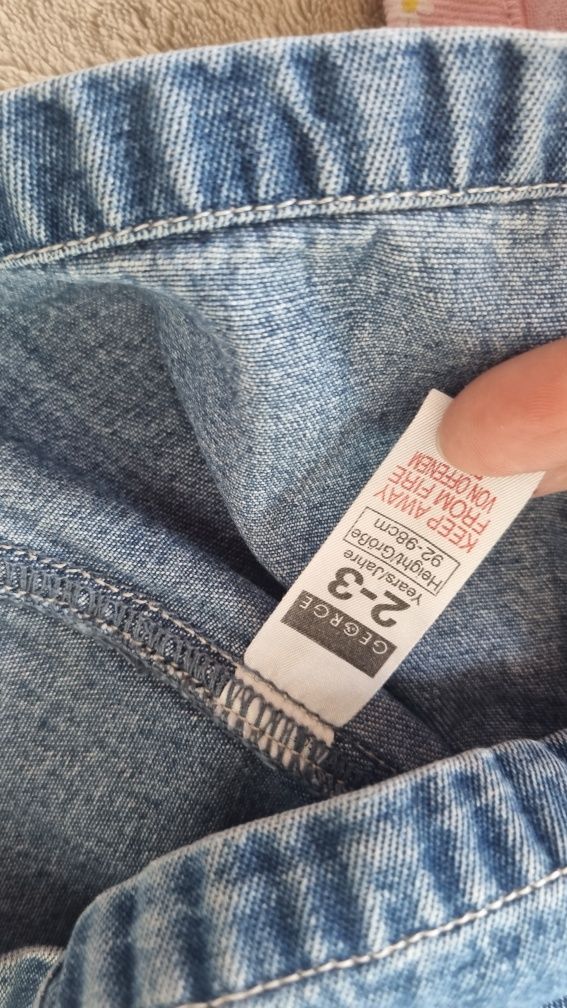 GEORGE
2-3
Years/Jahre
Height/Größe
92-98cm
KEEP AWAY
FROM FIRE
VON OFFENEM